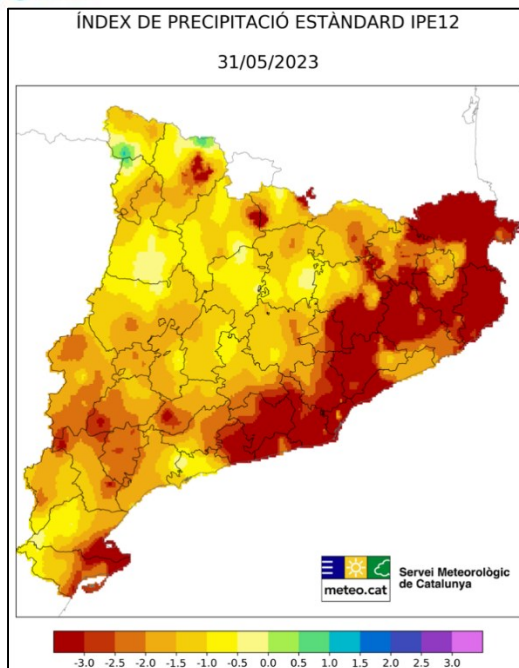 ÍNDEX DE PRECIPITACIÓ ESTÀNDARD IPE12
31/05/2023
meteo.cat
Servei Meteorològic
de Catalunya
-3.0 -2.5 -2.0 -1.5 -1.0 -0.5 0.0 0.5 1.0 1.5 2.0 2.5 3.0